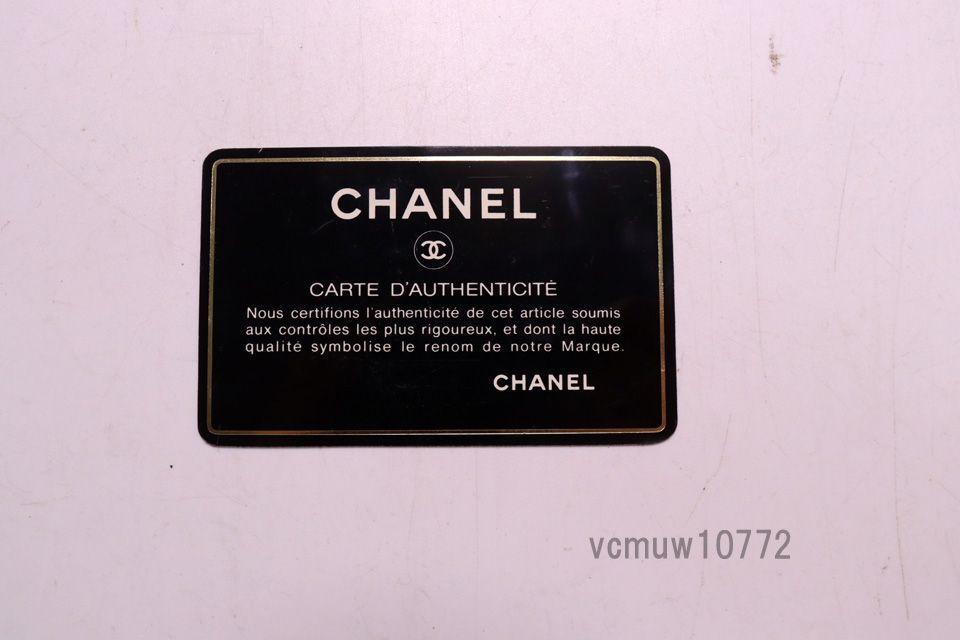 CHANEL
CARTE D'AUTHENTICITÉ
Nous certifions l'authenticité de cet article soumis
aux contrôles les plus rigoureux, et dont la haute
qualité symbolise le renom de notre Marque.
CHANEL
vcmuw10772